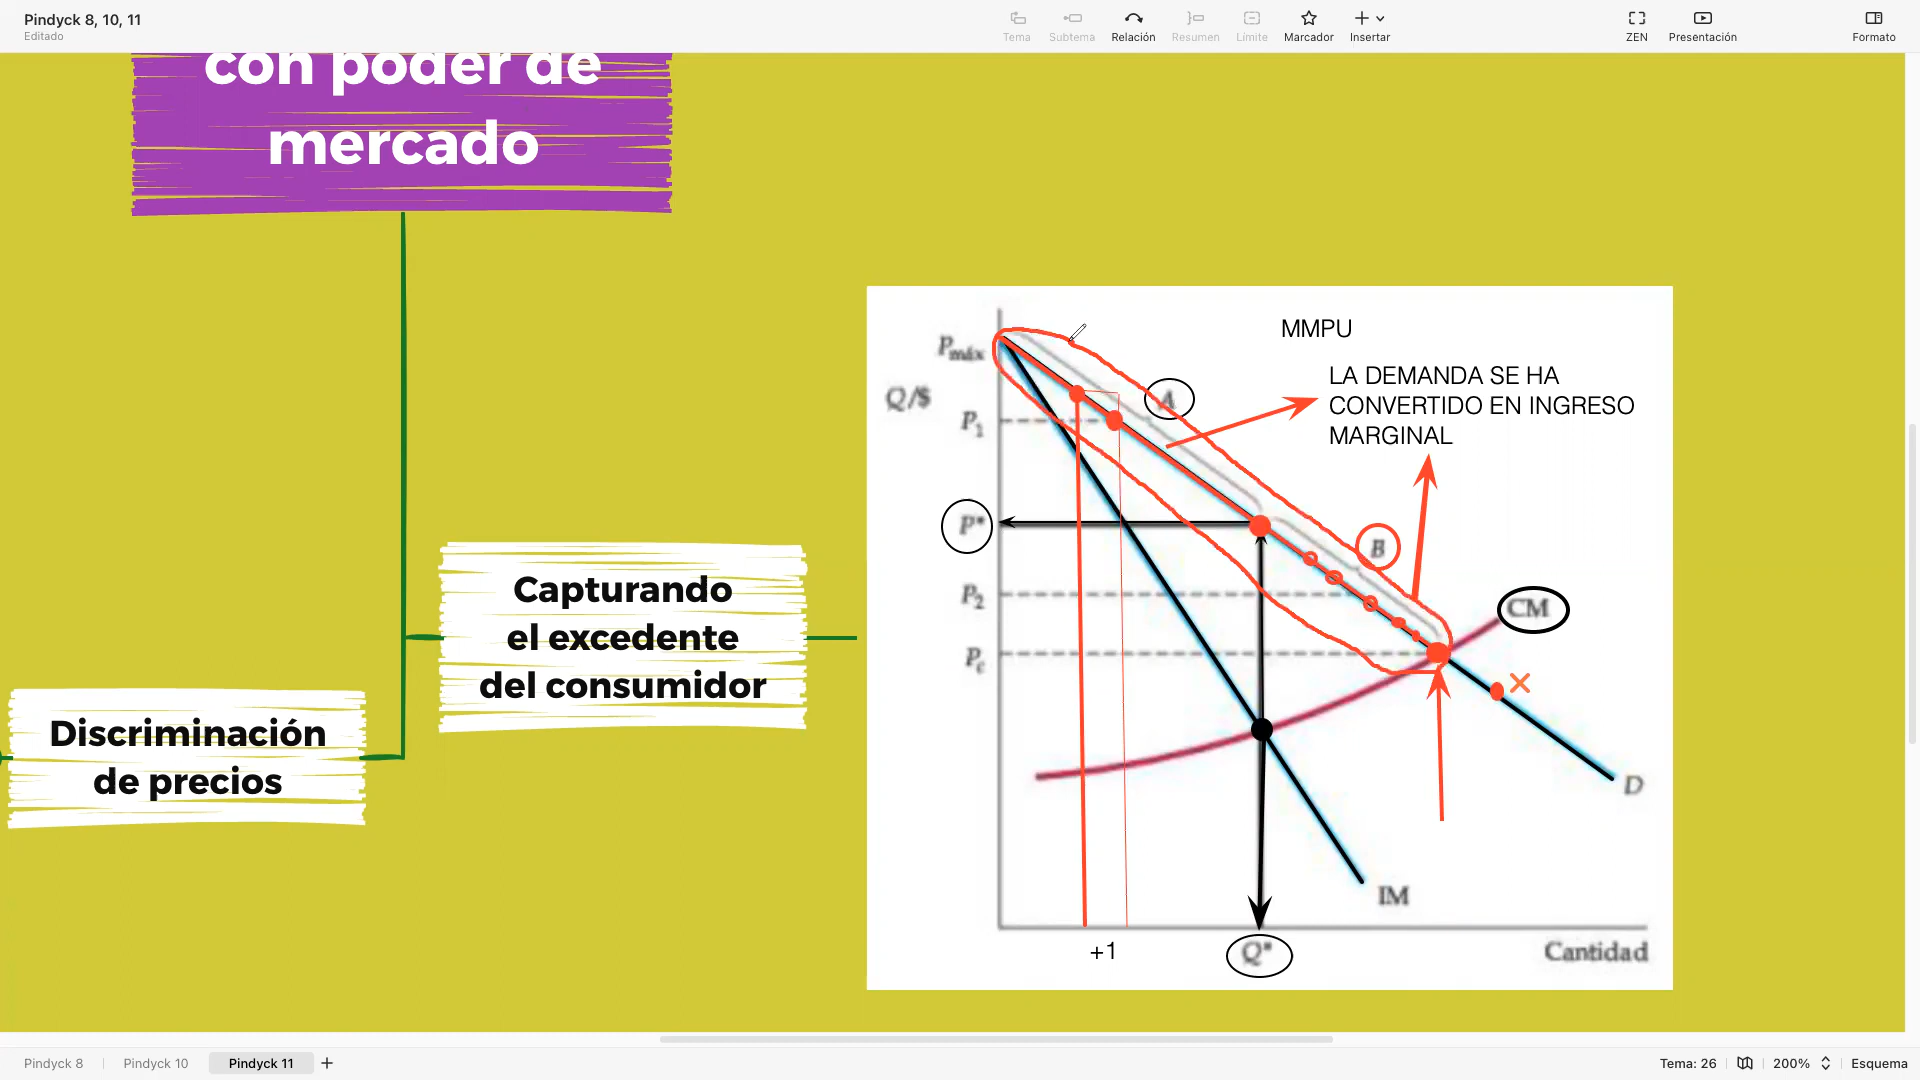 Pindyck 8, 10, 11
Editado
Tema
Subtema
Relación
Resumen
Límite
Marcador
Insertar
ZEN
Presentación
Formato
con poder de
mercado
Capturando
el excedente
del consumidor
Discriminación
de precios
MMPU
LA DEMANDA SE HA
CONVERTIDO EN INGRESO
MARGINAL
Pmáx
Q/$
P1
A
P*
B
P2
CM
Pc
D
IM
+1
Q*
Cantidad
Pindyck 8
Pindyck 10
Pindyck 11
Tema: 26
200%
Esquema